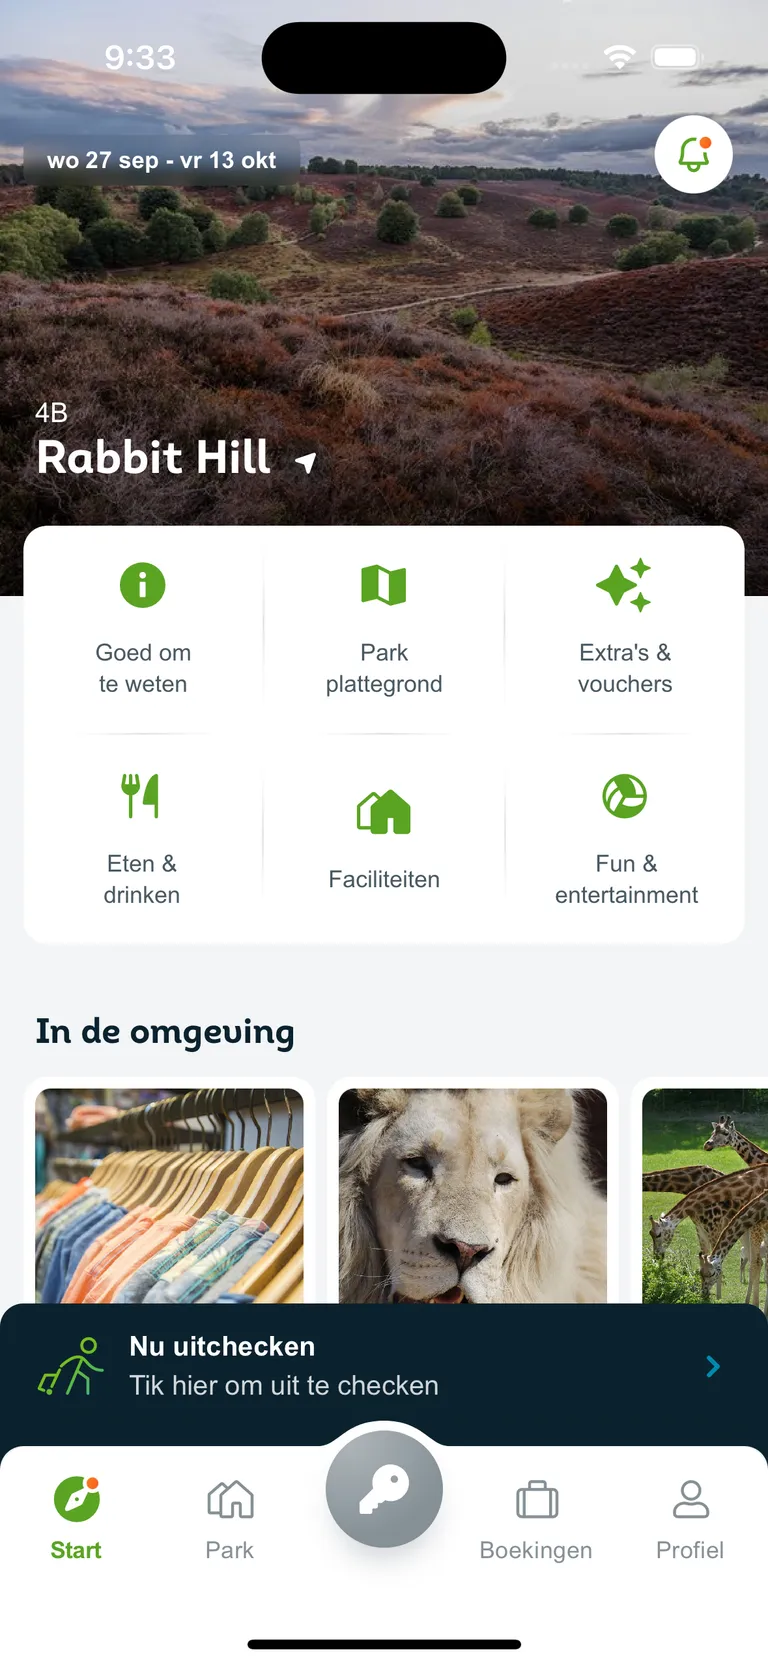 9:33
wo 27 sep - vr 13 okt
4B
Rabbit Hill
Goed om
te weten
Park
plattegrond
Extra's &
vouchers
Eten &
drinken
Faciliteiten
Fun &
entertainment
In de omgeving
Nu uitchecken
Tik hier om uit te checken
Start
Park
Boekingen
Profiel